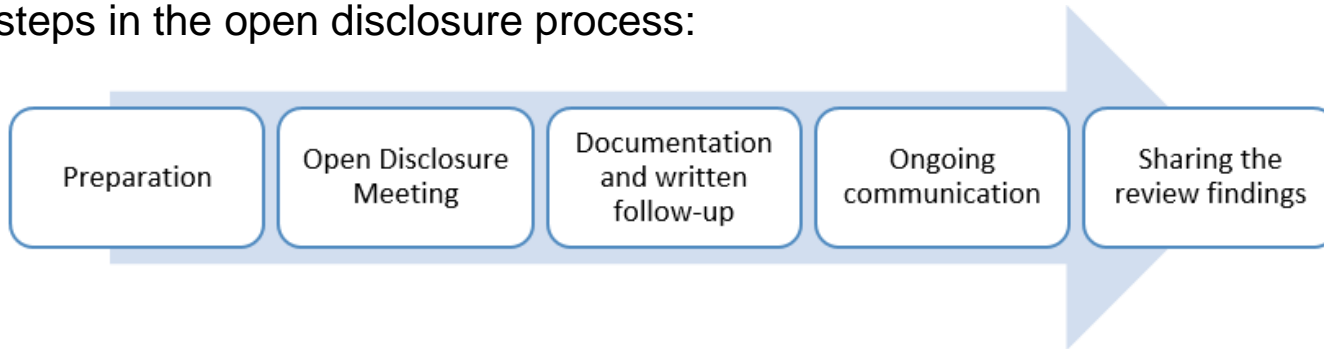 steps in the open disclosure process:
Preparation
Open Disclosure
Meeting
Documentation
and written
follow-up
Ongoing
communication
Sharing the
review findings